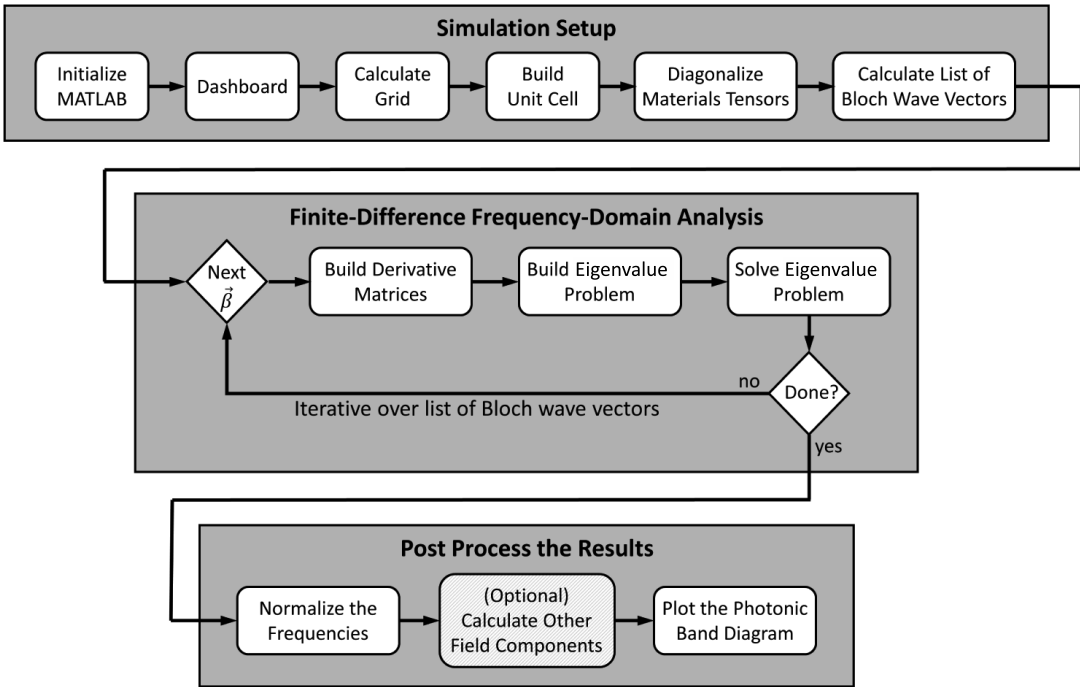 Simulation Setup
Initialize
MATLAB
Dashboard
Calculate
Grid
Build
Unit Cell
Diagonalize
Materials Tensors
Calculate List of
Bloch Wave Vectors
Finite-Difference Frequency-Domain Analysis
Next
β⃗
Build Derivative
Matrices
Build Eigenvalue
Problem
Solve Eigenvalue
Problem
Done?
no
Iterative over list of Bloch wave vectors
yes
Post Process the Results
Normalize the
Frequencies
(Optional)
Calculate Other
Field Components
Plot the Photonic
Band Diagram